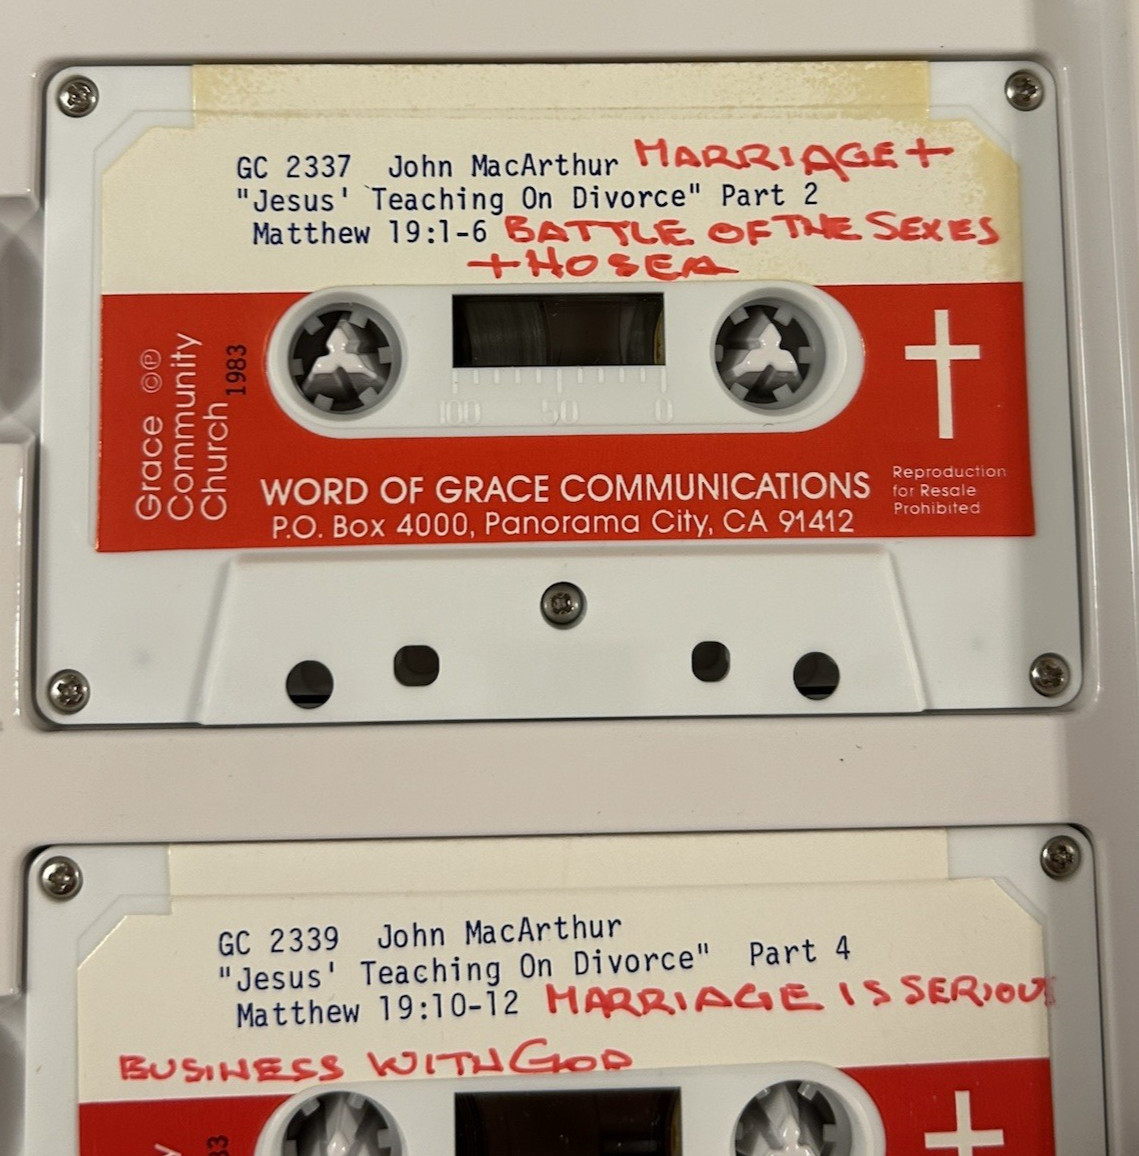 GC 2337 John MacArthur MARRIAGE +
"Jesus' Teaching On Divorce" Part 2
Matthew 19:1-6 BATTLE OF THE SEXES
+ HOSEA
Grace ©℗
Community
Church
1983
100 50 0
WORD OF GRACE COMMUNICATIONS
P.O. Box 4000, Panorama City, CA 91412
Reproduction
for Resale
Prohibited
GC 2339 John MacArthur
"Jesus' Teaching On Divorce" Part 4
Matthew 19:10-12 MARRIAGE IS SERIOUS
BUSINESS WITH GOD